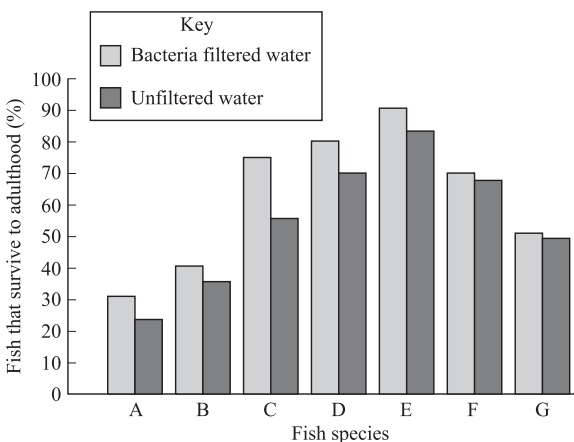 Key
Bacteria filtered water
Unfiltered water
Fish that survive to adulthood (%)
100
90
80
70
60
50
40
30
20
10
0
A B C D E F G
Fish species